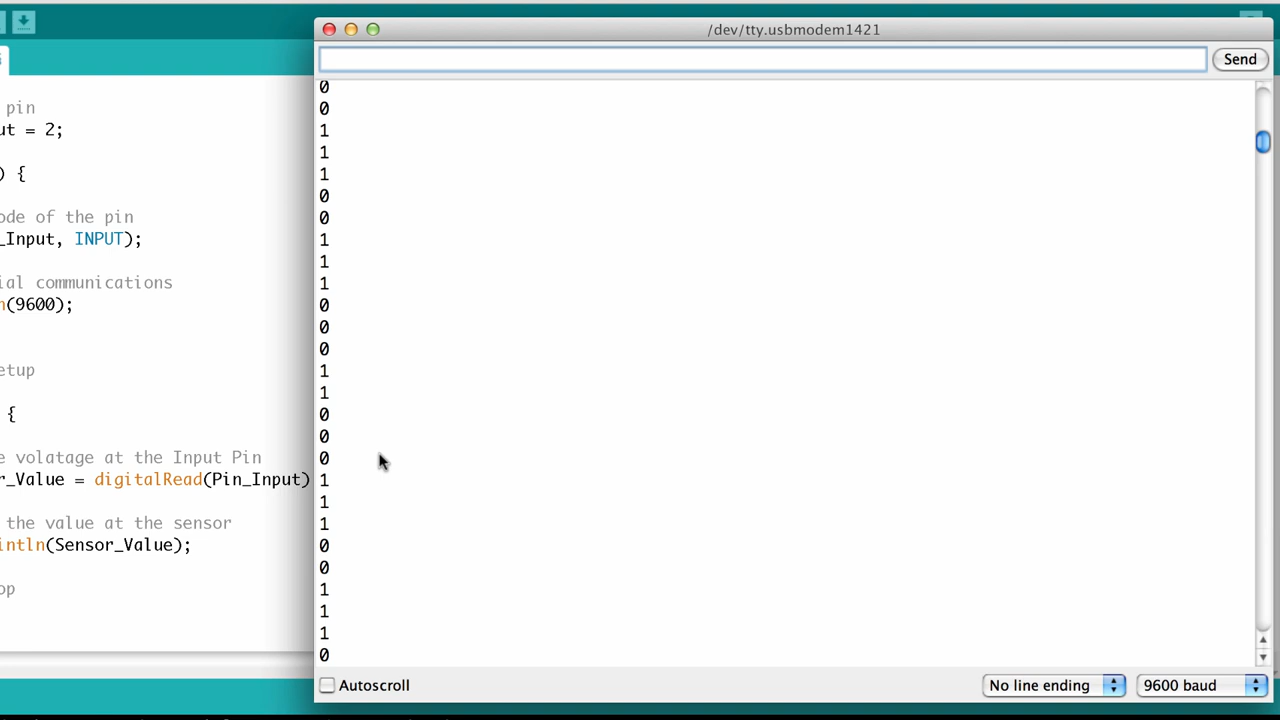 /dev/tty.usbmodem1421
Send
pin
ut = 2;
) {
ode of the pin
_Input, INPUT);
ial communications
n(9600);
etup
{
e volatage at the Input Pin
r_Value = digitalRead(Pin_Input)
the value at the sensor
intln(Sensor_Value);
op
0
0
1
1
1
0
0
1
1
1
0
0
0
1
1
0
0
0
1
1
1
0
0
1
1
1
0
Autoscroll
No line ending
9600 baud